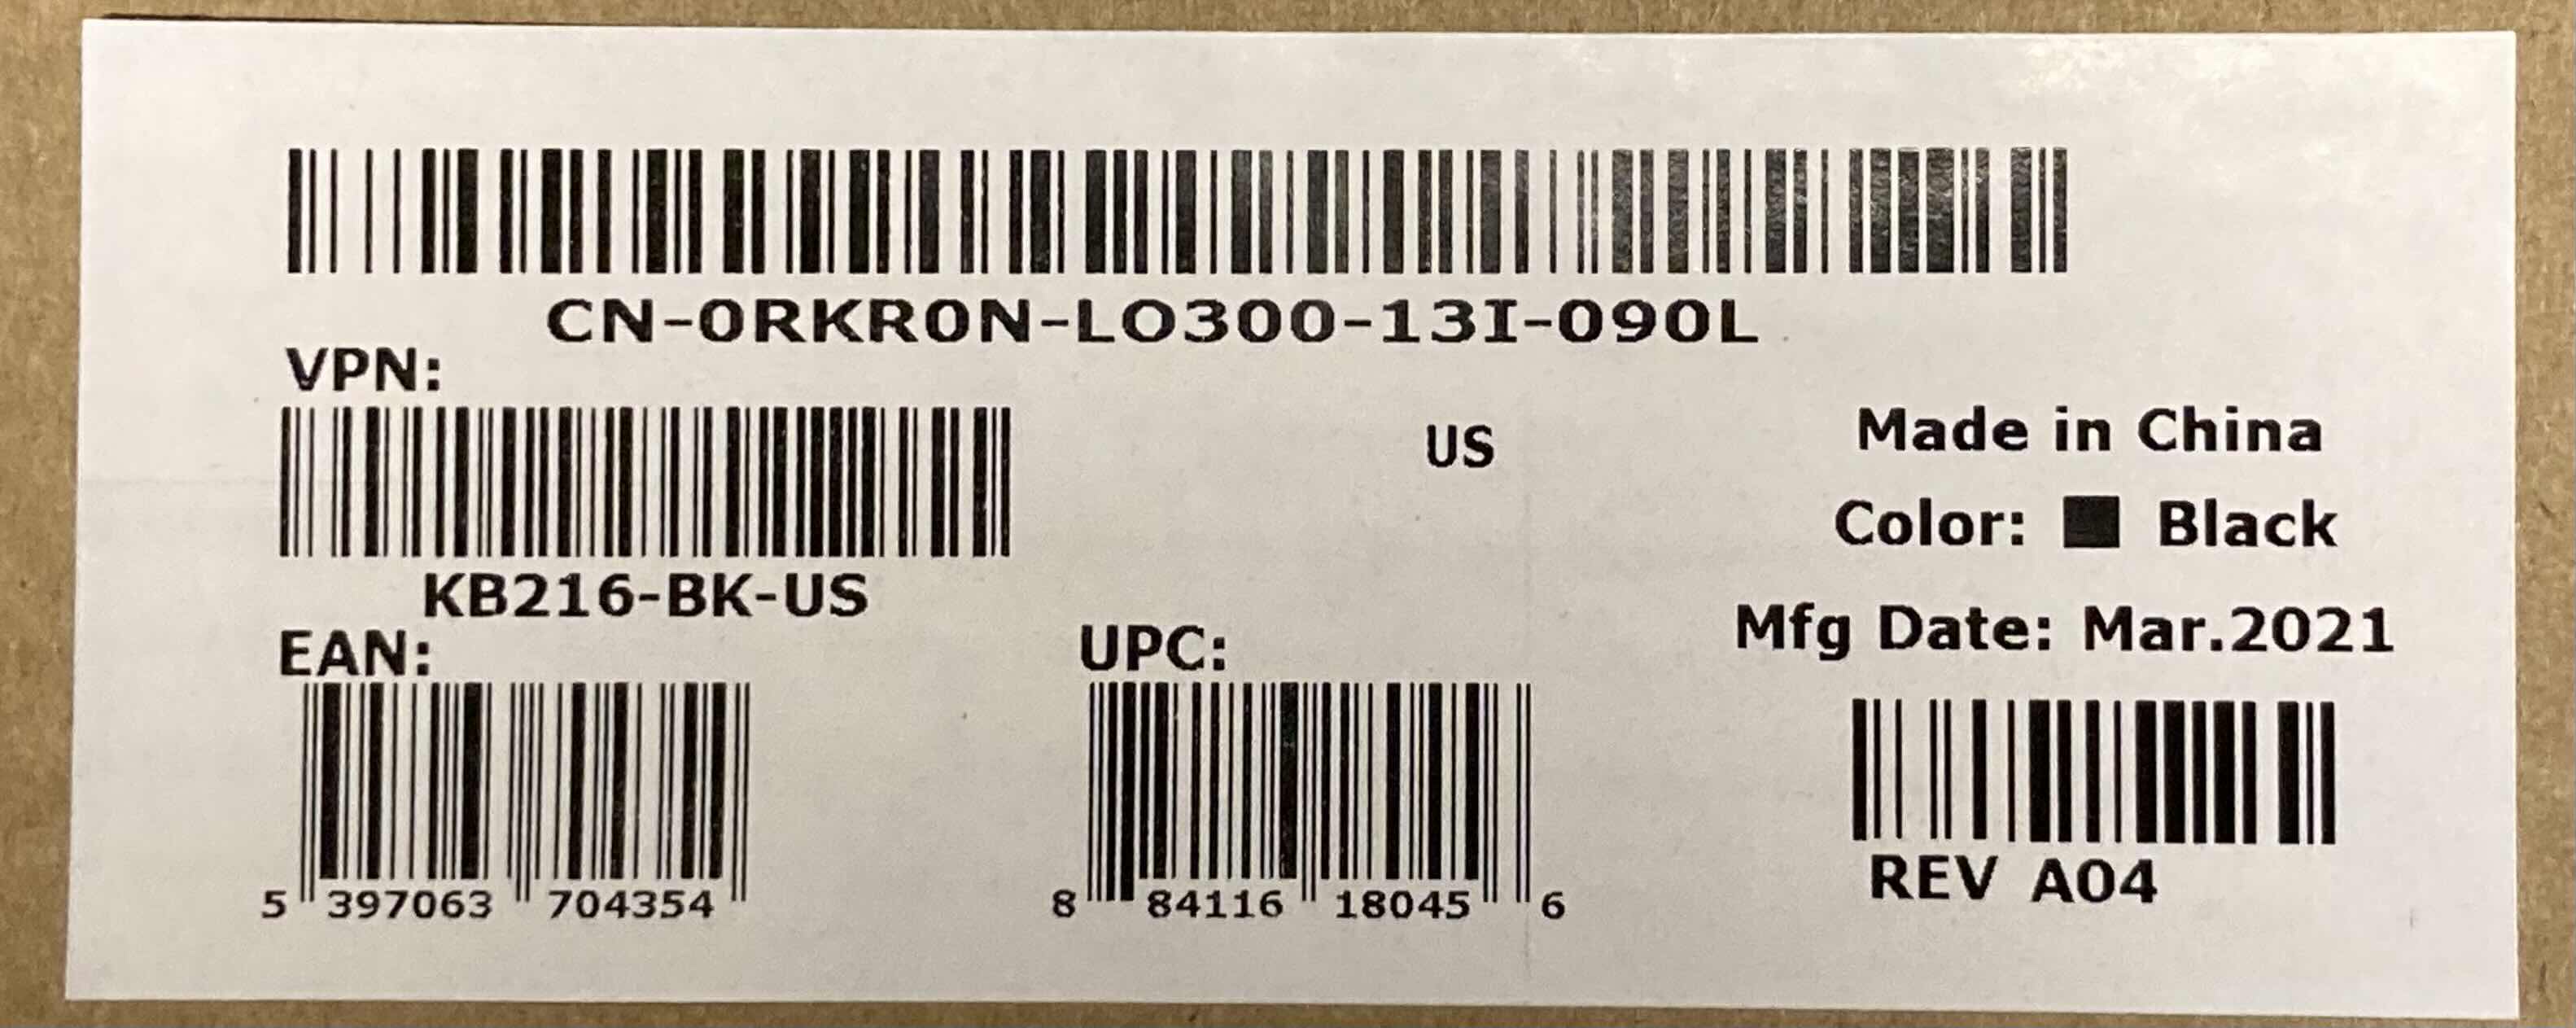 CN-0RKR0N-LO300-13I-090L
VPN:
KB216-BK-US
US
Made in China
Color: Black
Mfg Date: Mar.2021
EAN:
5 397063 704354
UPC:
8 84116 18045 6
REV A04